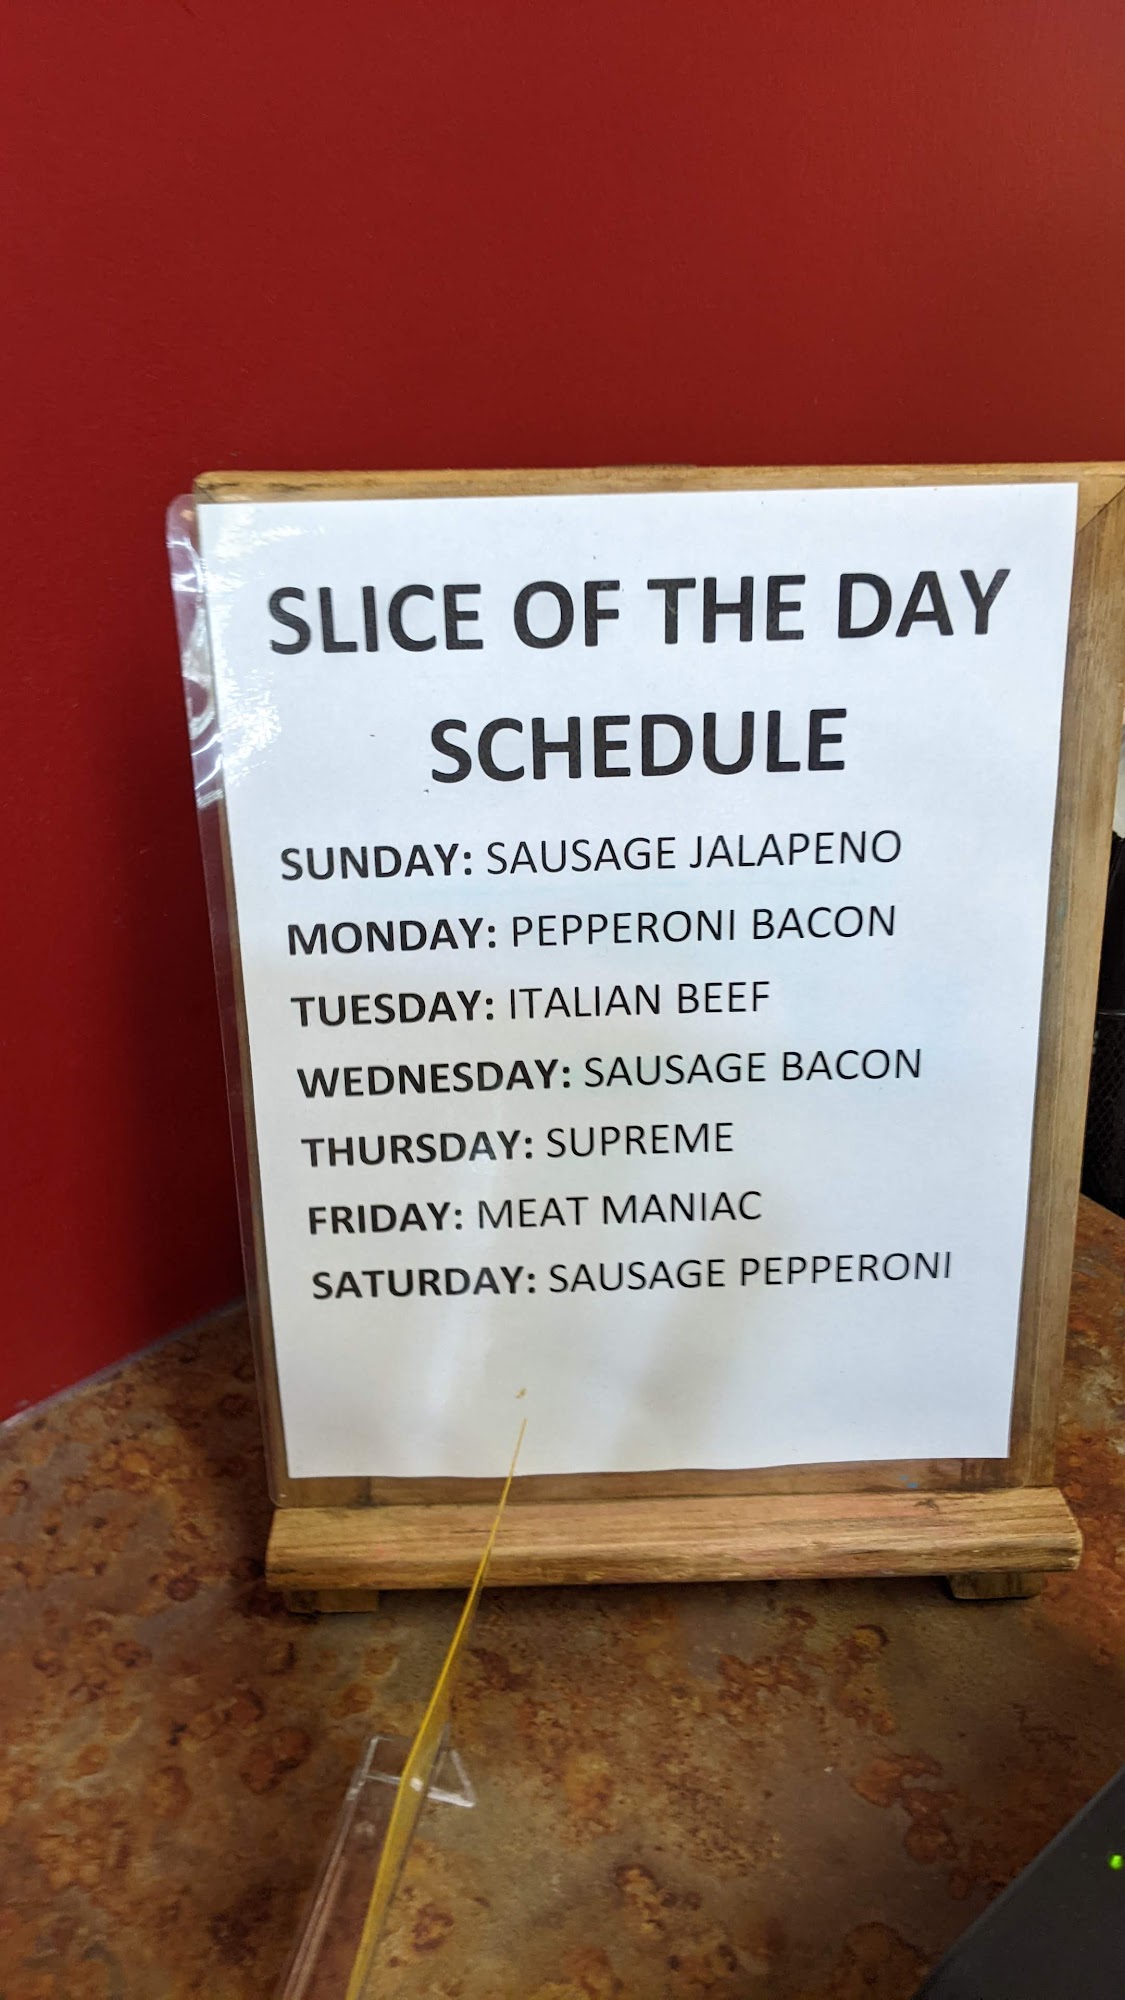 SLICE OF THE DAY
SCHEDULE
SUNDAY: SAUSAGE JALAPENO
MONDAY: PEPPERONI BACON
TUESDAY: ITALIAN BEEF
WEDNESDAY: SAUSAGE BACON
THURSDAY: SUPREME
FRIDAY: MEAT MANIAC
SATURDAY: SAUSAGE PEPPERONI